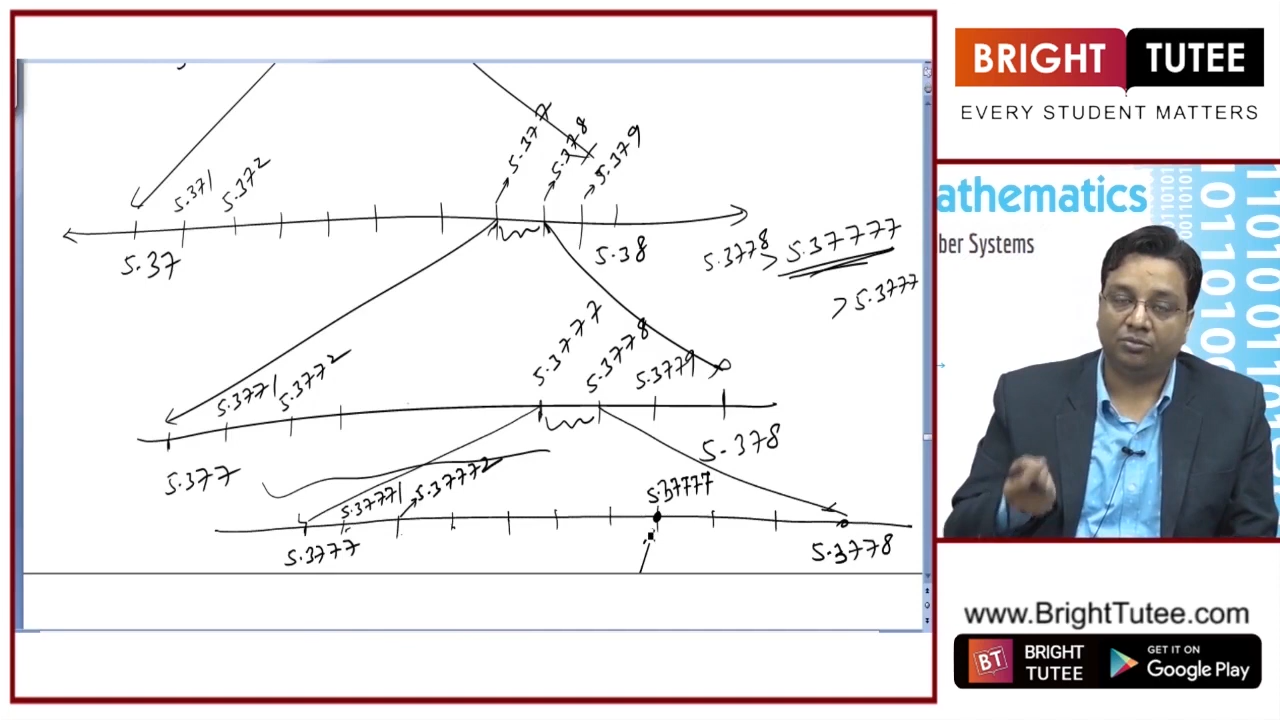 BRIGHT TUTEE
EVERY STUDENT MATTERS
athematics
ber Systems
5.371
5.372
5.377
5.378
5.379
5.37
5.38
5.3778 > 5.37777
> 5.3777
5.3771
5.3772
5.3777
5.3778
5.3779
5.377
5.378
5.37771
5.37772
5.37777
5.3777
5.3778
www.BrightTutee.com
BT
BRIGHT
TUTEE
GET IT ON
Google Play